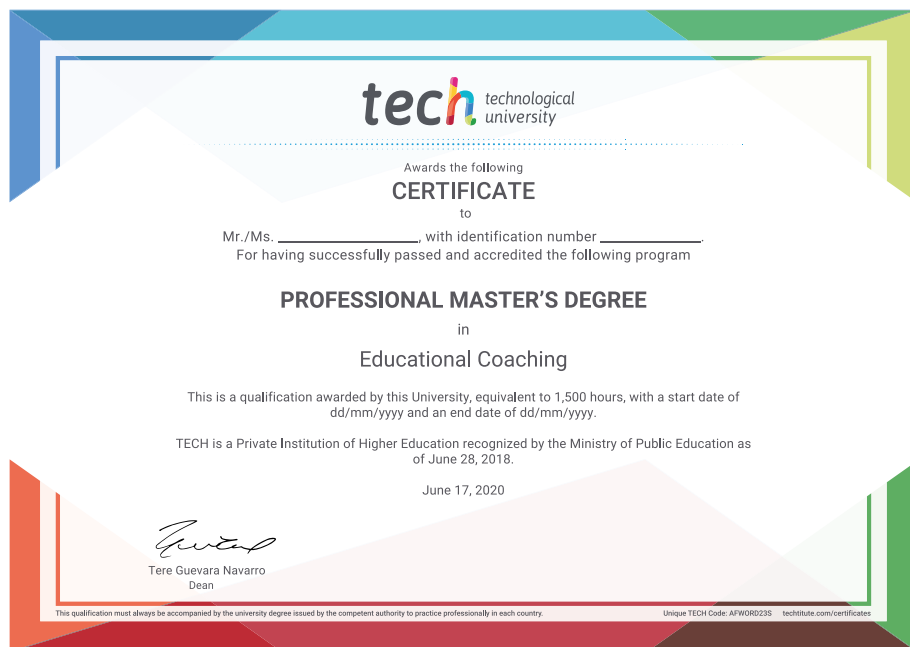 tech technological
university
Awards the following
CERTIFICATE
to
Mr./Ms. ____________________, with identification number ______________.
For having successfully passed and accredited the following program
PROFESSIONAL MASTER'S DEGREE
in
Educational Coaching
This is a qualification awarded by this University, equivalent to 1,500 hours, with a start date of
dd/mm/yyyy and an end date of dd/mm/yyyy.
TECH is a Private Institution of Higher Education recognized by the Ministry of Public Education as
of June 28, 2018.
June 17, 2020
Tere Guevara Navarro
Dean
This qualification must always be accompanied by the university degree issued by the competent authority to practice professionally in each country. Unique TECH Code: AFWORD23S techtitute.com/certificates